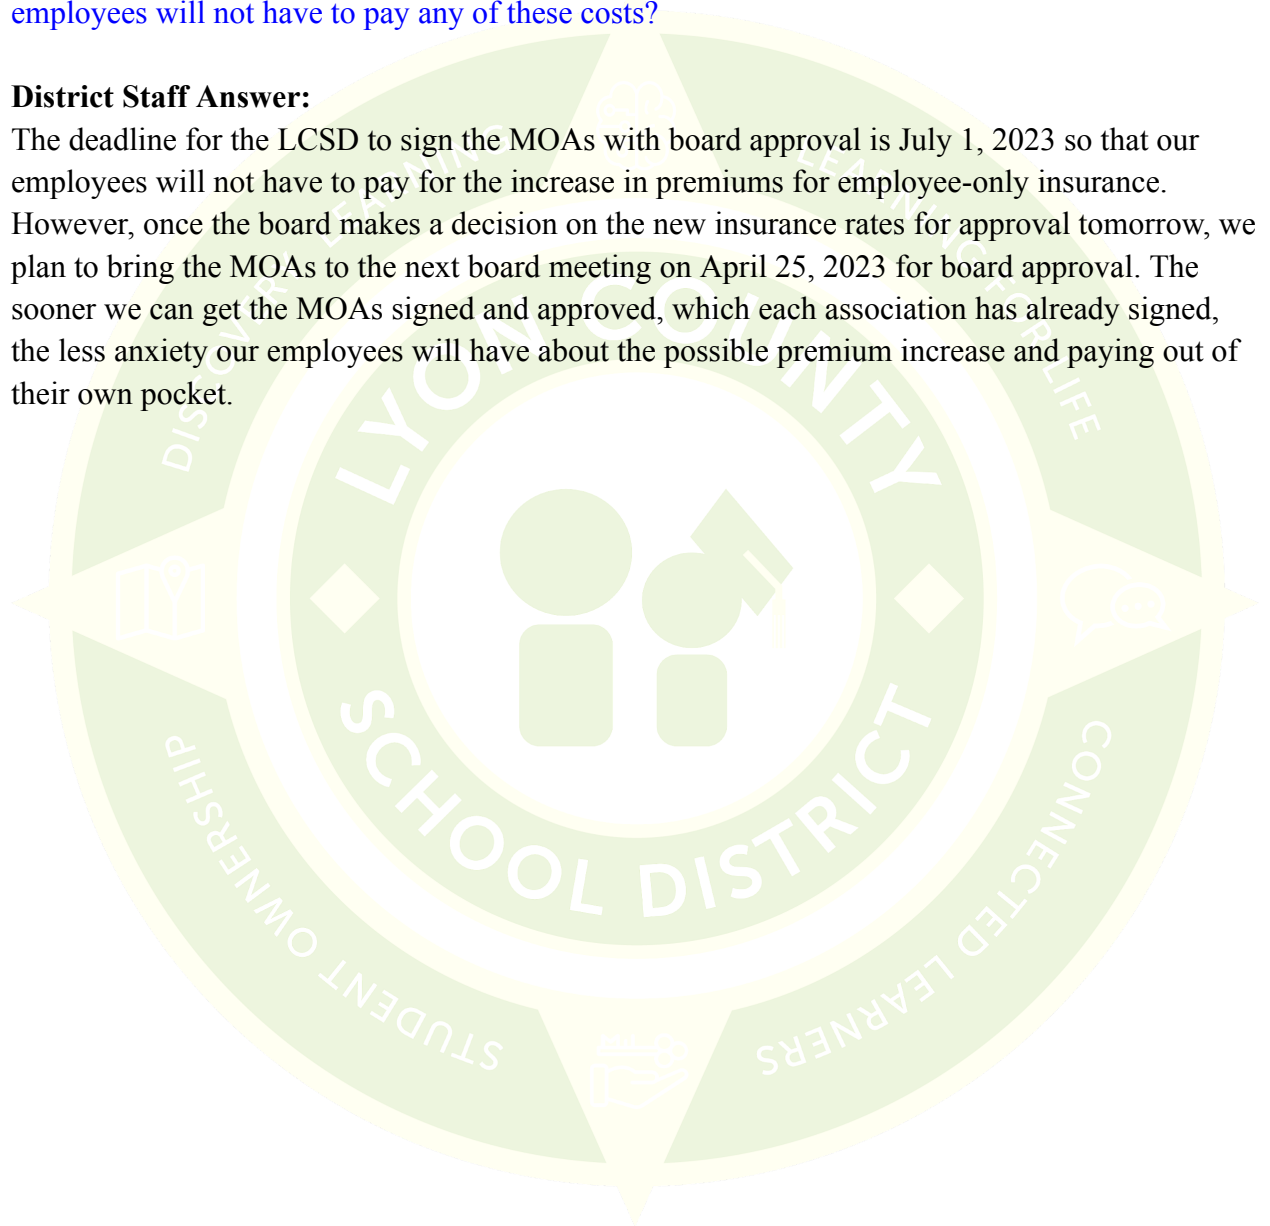 employees will not have to pay any of these costs?
District Staff Answer:
The deadline for the LCSD to sign the MOAs with board approval is July 1, 2023 so that our
employees will not have to pay for the increase in premiums for employee-only insurance.
However, once the board makes a decision on the new insurance rates for approval tomorrow, we
plan to bring the MOAs to the next board meeting on April 25, 2023 for board approval. The
sooner we can get the MOAs signed and approved, which each association has already signed,
the less anxiety our employees will have about the possible premium increase and paying out of
their own pocket.
DISCOVERY LEARNING
LEARNING FOR LIFE
LYON COUNTY
SCHOOL DISTRICT
STUDENT OWNERSHIP
CONNECTED LEARNERS